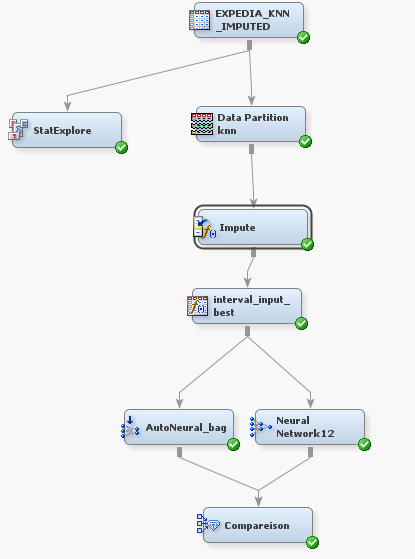 EXPEDIA_KNN
_IMPUTED
StatExplore
Data Partition
knn
Impute
interval_input_
best
AutoNeural_bag
Neural
Network12
Compareison